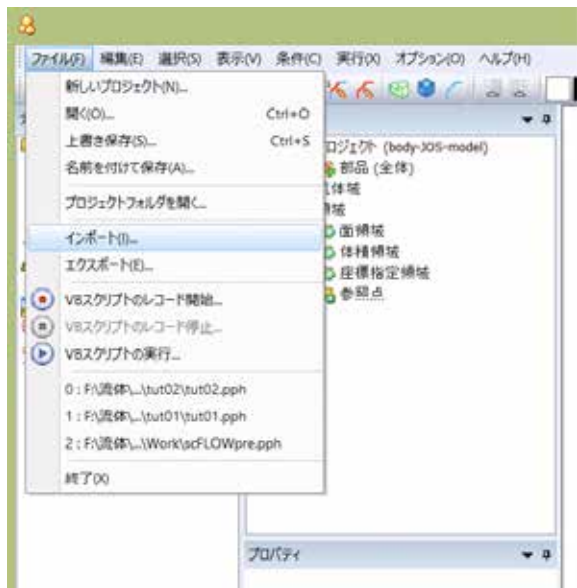 ファイル(F) 編集(E) 選択(S) 表示(V) 条件(C) 実行(X) オプション(O) ヘルプ(H)
新しいプロジェクト(N)...
開く(O)... Ctrl+O
上書き保存(S)... Ctrl+S
名前を付けて保存(A)...
プロジェクトフォルダを開く...
インポート(I)...
エクスポート(E)...
VBスクリプトのレコード開始...
VBスクリプトのレコード停止...
VBスクリプトの実行...
0 : F:\流体\...\tut02\tut02.pph
1 : F:\流体\...\tut01\tut01.pph
2 : F:\流体\...\Work\scFLOWpre.pph
終了(X)
ロジェクト (body-JOS-model)
部品 (全体)
体域
領域
面領域
体積領域
座標指定領域
参照点
プロパティ